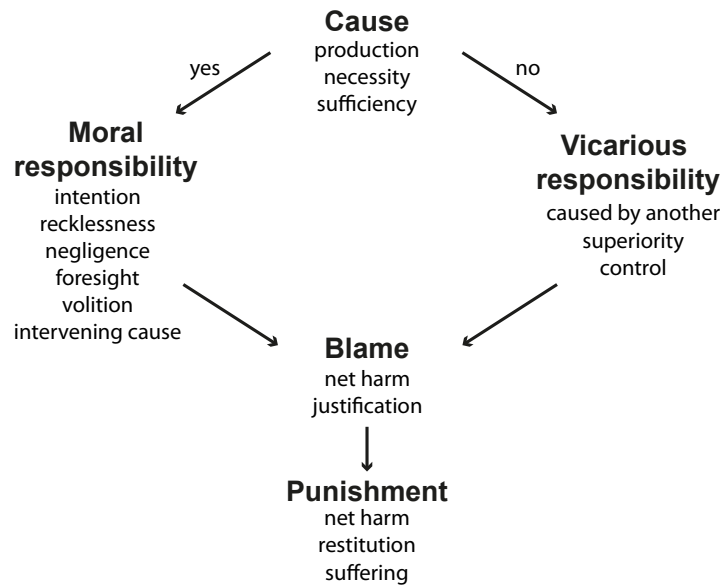 Cause
production
necessity
sufficiency
yes
no
Moral
responsibility
intention
recklessness
negligence
foresight
volition
intervening cause
Vicarious
responsibility
caused by another
superiority
control
Blame
net harm
justification
Punishment
net harm
restitution
suffering